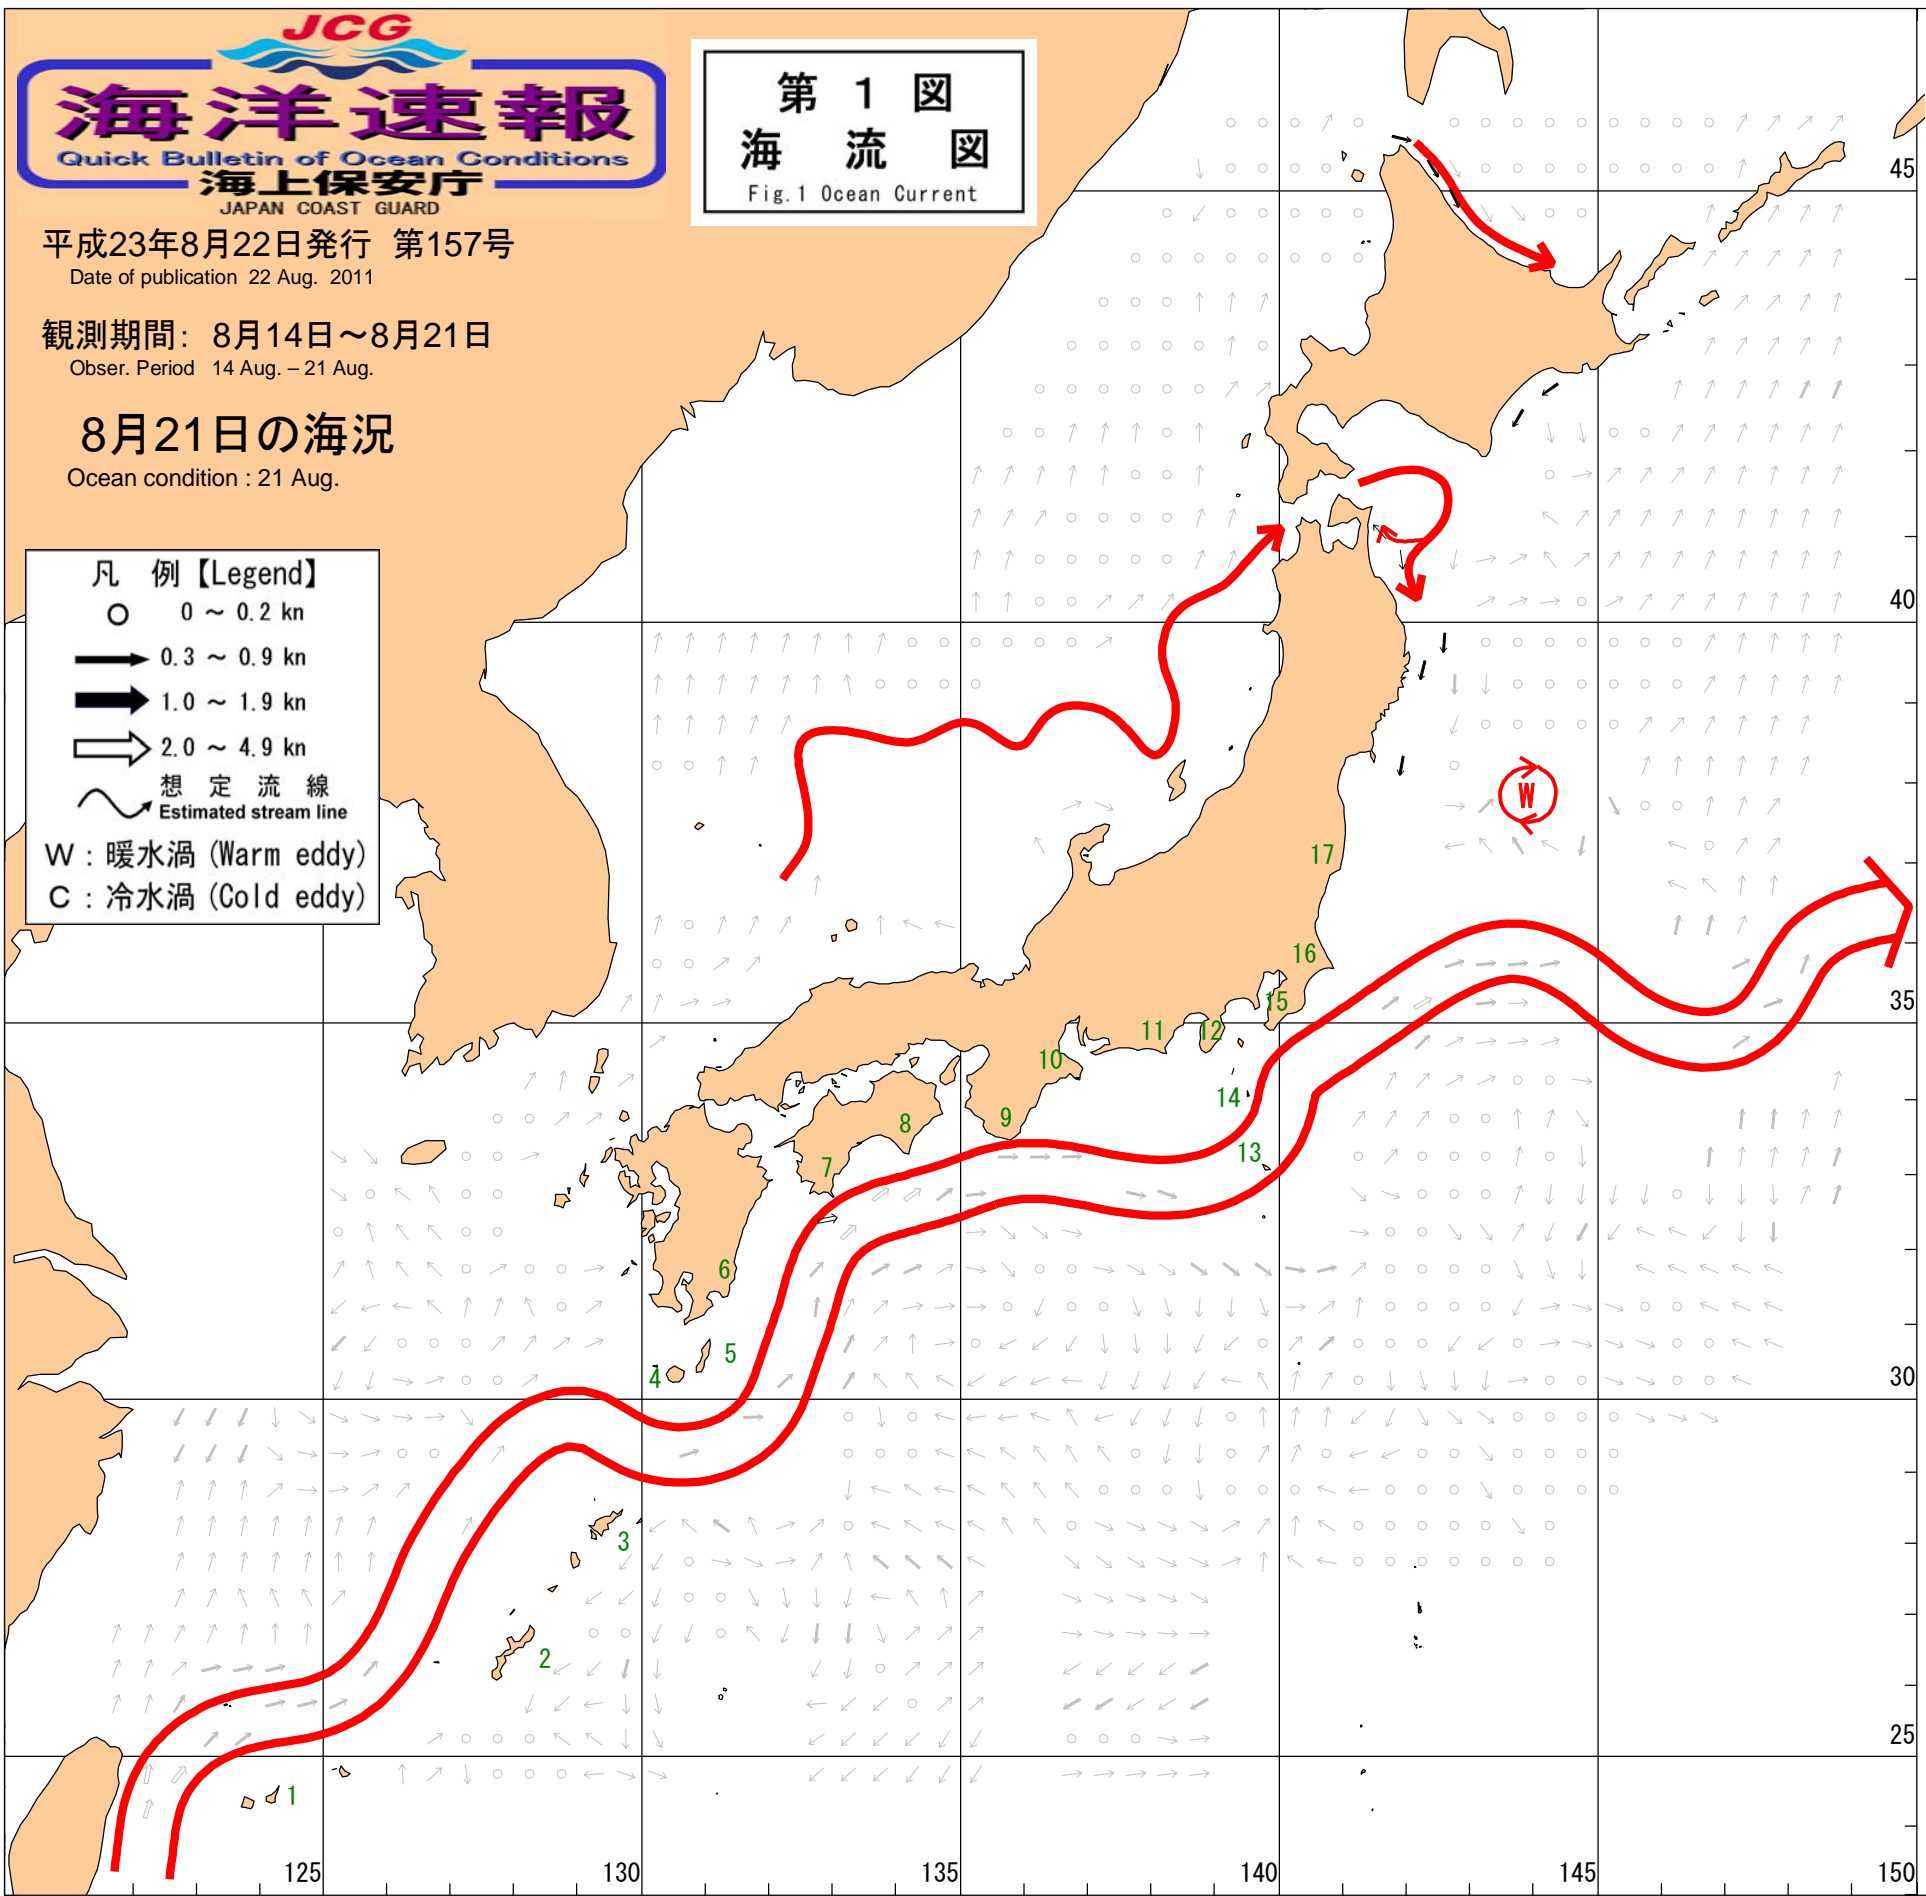 JCG
海洋速報
Quick Bulletin of Ocean Conditions
海上保安庁
JAPAN COAST GUARD
第 1 図
海 流 図
Fig.1 Ocean Current
平成23年8月22日発行 第157号
Date of publication 22 Aug. 2011
観測期間: 8月14日～8月21日
Obser. Period 14 Aug. – 21 Aug.
8月21日の海況
Ocean condition : 21 Aug.
凡 例【Legend】
0 ～ 0.2 kn
0.3 ～ 0.9 kn
1.0 ～ 1.9 kn
2.0 ～ 4.9 kn
想 定 流 線
Estimated stream line
W : 暖水渦 (Warm eddy)
C : 冷水渦 (Cold eddy)
45
40
W
17
16
35
15
12
11
10
14
9
8
13
7
6
5
4
30
3
2
25
1
125
130
135
140
145
150